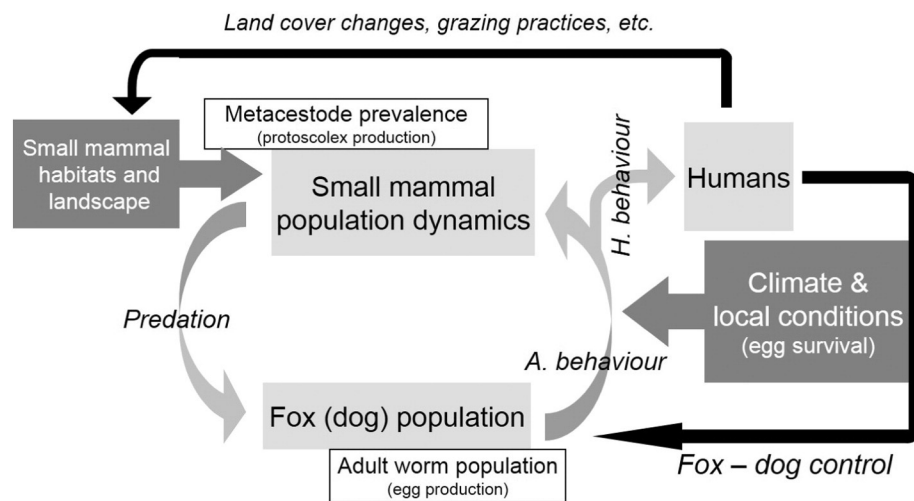 Land cover changes, grazing practices, etc.
Metacestode prevalence
(protoscolex production)
Small mammal
habitats and
landscape
Small mammal
population dynamics
H. behaviour
Humans
Climate &
local conditions
(egg survival)
Predation
A. behaviour
Fox (dog) population
Adult worm population
(egg production)
Fox – dog control